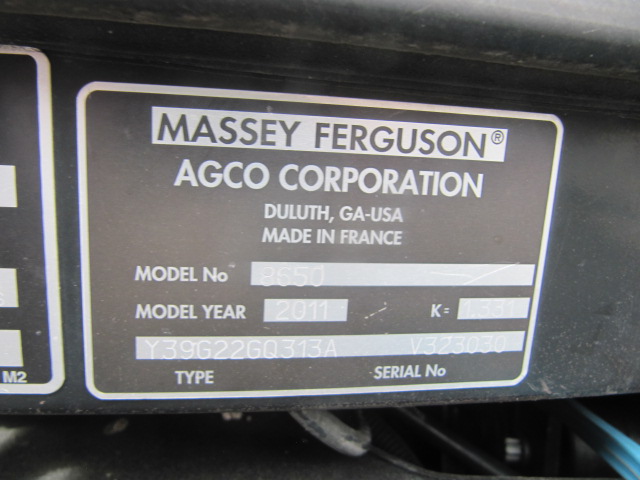 MASSEY FERGUSON®
AGCO CORPORATION
DULUTH, GA-USA
MADE IN FRANCE
MODEL No 8650
MODEL YEAR 2011 K= 1.331
Y39G22GQ313A V323030
TYPE SERIAL No
M2